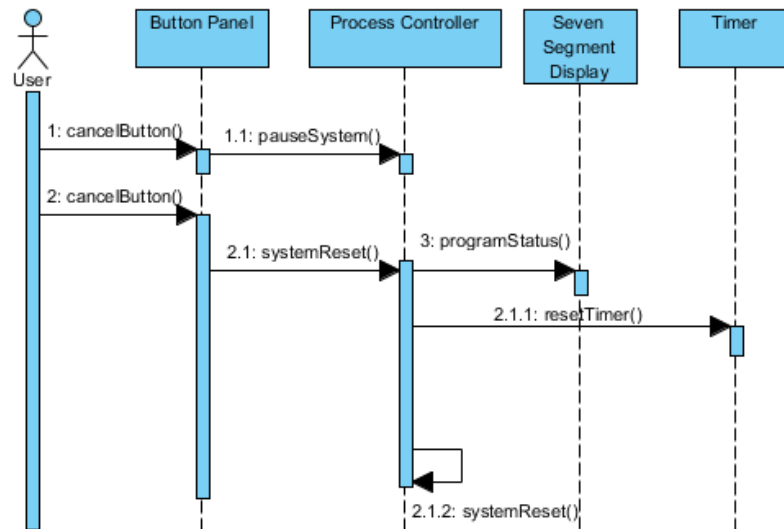 Button Panel
Process Controller
Seven
Segment
Display
Timer
User
1: cancelButton()
1.1: pauseSystem()
2: cancelButton()
2.1: systemReset()
3: programStatus()
2.1.1: resetTimer()
2.1.2: systemReset()